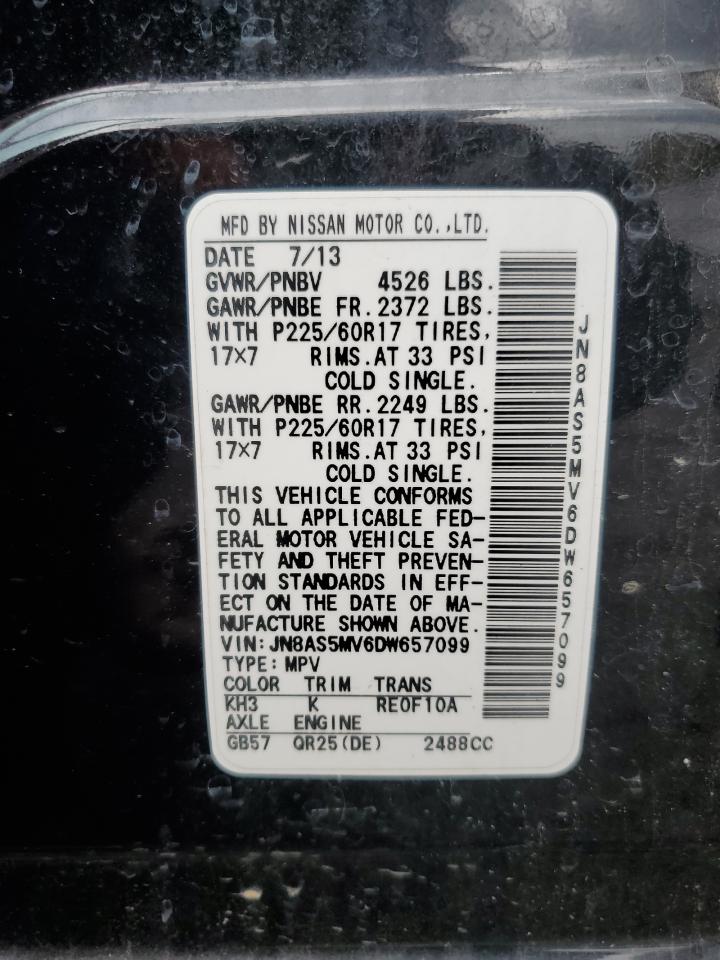 MFD BY NISSAN MOTOR CO.,LTD.
DATE 7/13
GVWR/PNBV 4526 LBS.
GAWR/PNBE FR.2372 LBS.
WITH P225/60R17 TIRES,
17×7 RIMS.AT 33 PSI
COLD SINGLE.
GAWR/PNBE RR.2249 LBS.
WITH P225/60R17 TIRES,
17×7 RIMS.AT 33 PSI
COLD SINGLE.
THIS VEHICLE CONFORMS
TO ALL APPLICABLE FED-
ERAL MOTOR VEHICLE SA-
FETY AND THEFT PREVEN-
TION STANDARDS IN EFF-
ECT ON THE DATE OF MA-
NUFACTURE SHOWN ABOVE.
VIN:JN8AS5MV6DW657099
TYPE:MPV
COLOR TRIM TRANS
KH3 K RE0F10A
AXLE ENGINE
GB57 QR25(DE) 2488CC
JN8AS5MV6DW657099